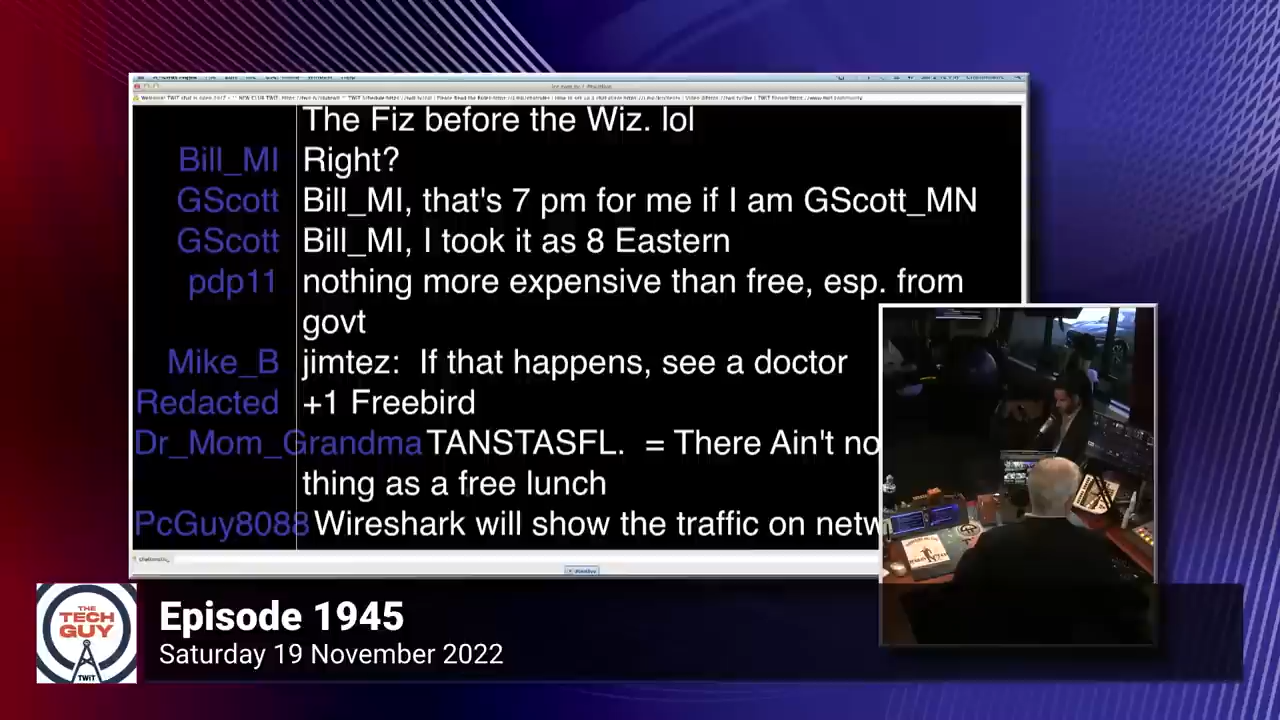 The Fiz before the Wiz. lol
Bill_MI Right?
GScott Bill_MI, that's 7 pm for me if I am GScott_MN
GScott Bill_MI, I took it as 8 Eastern
pdp11 nothing more expensive than free, esp. from
govt
Mike_B jimtez: If that happens, see a doctor
Redacted +1 Freebird
Dr_Mom_Grandma TANSTASFL. = There Ain't no
thing as a free lunch
PcGuy8088 Wireshark will show the traffic on netw
THE
TECH
GUY
TWiT
Episode 1945
Saturday 19 November 2022